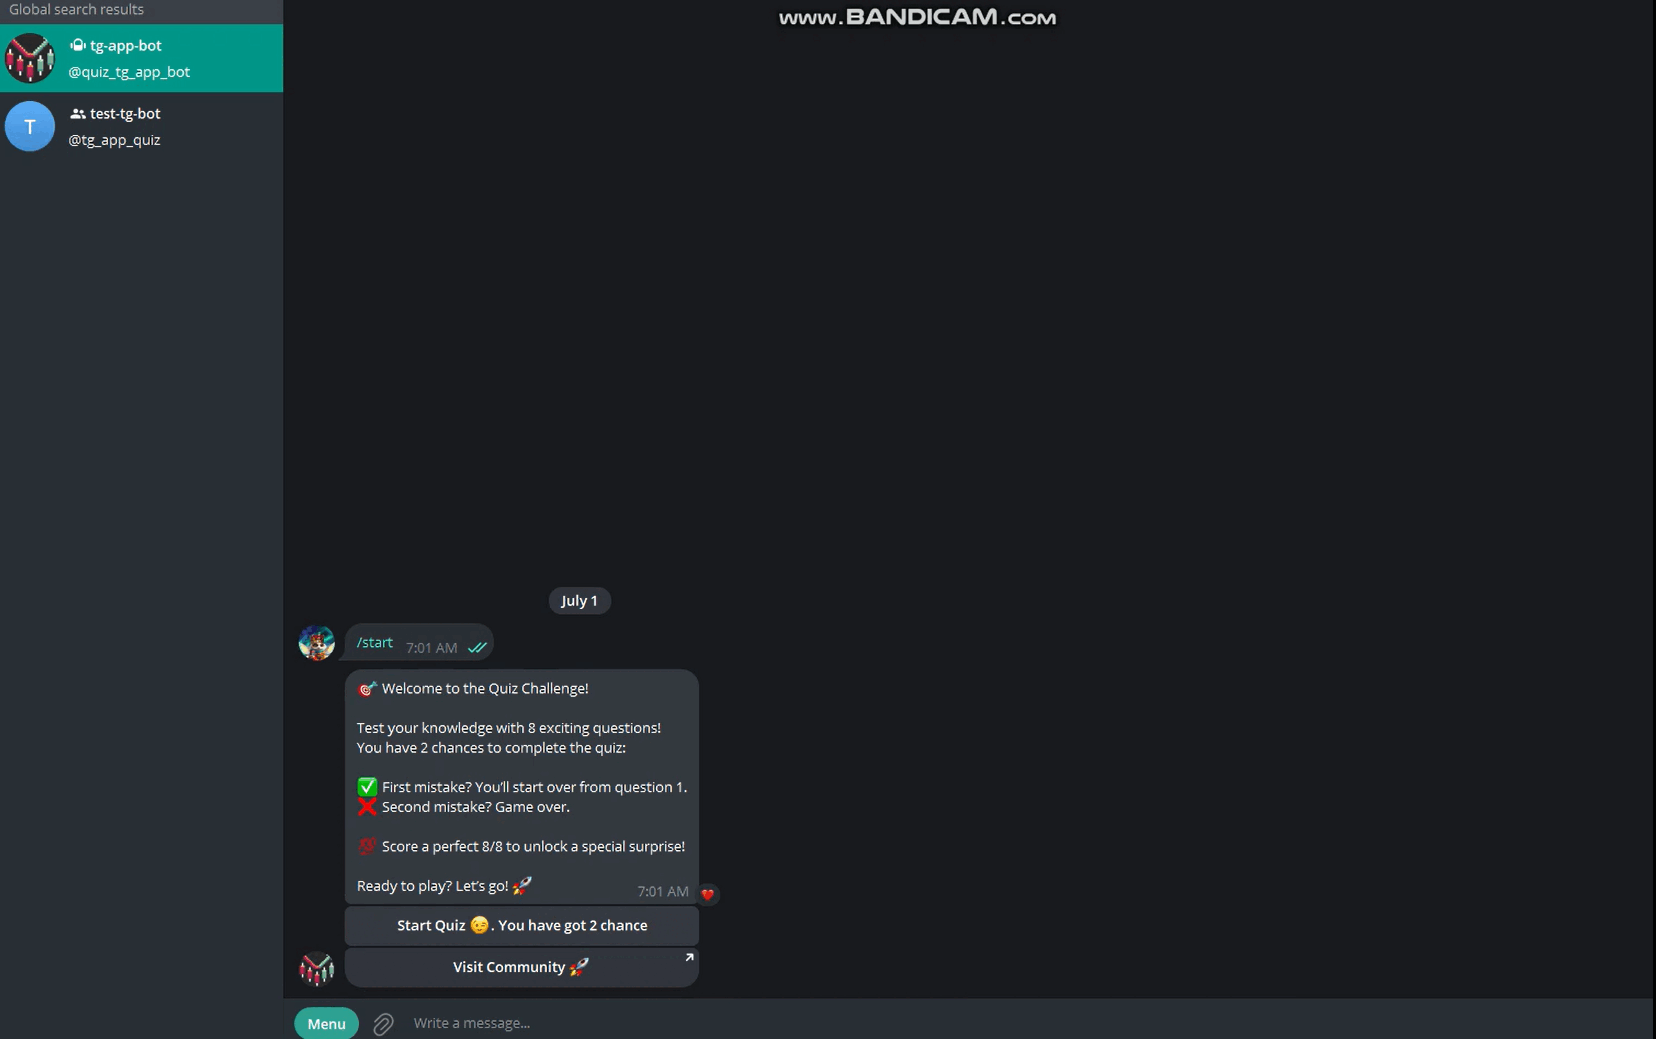 Global search results
www.BANDICAM.com
tg-app-bot
@quiz_tg_app_bot
T
test-tg-bot
@tg_app_quiz
July 1
/start 7:01 AM
🎯 Welcome to the Quiz Challenge!
Test your knowledge with 8 exciting questions!
You have 2 chances to complete the quiz:
✅ First mistake? You’ll start over from question 1.
❌ Second mistake? Game over.
💯 Score a perfect 8/8 to unlock a special surprise!
Ready to play? Let’s go! 🚀 7:01 AM
Start Quiz 😉. You have got 2 chance
Visit Community 🚀
Menu
Write a message...